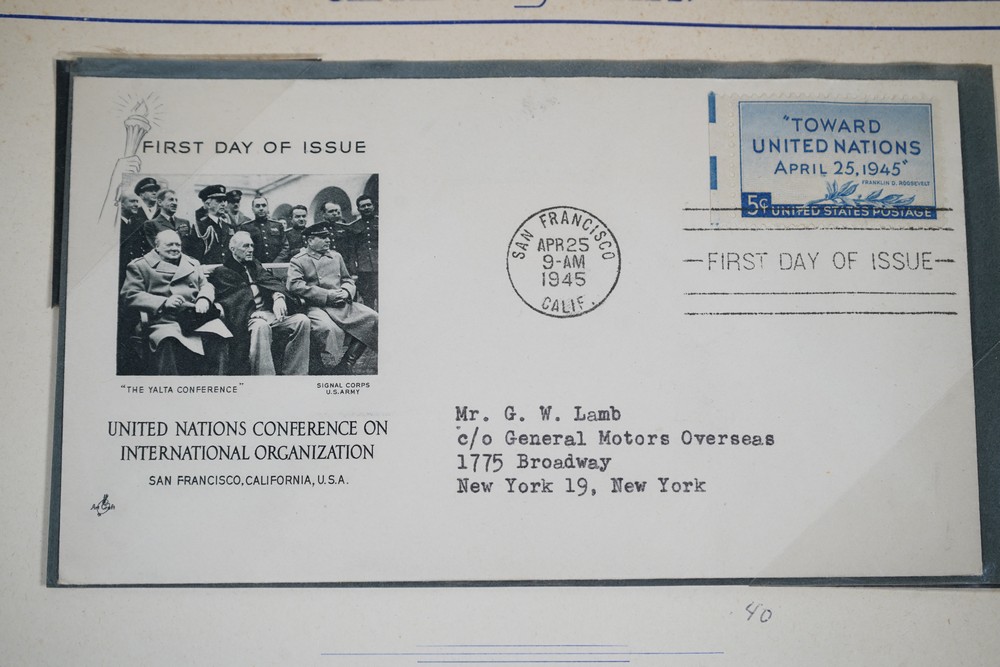 FIRST DAY OF ISSUE
"THE YALTA CONFERENCE"
SIGNAL CORPS
U.S. ARMY
UNITED NATIONS CONFERENCE ON
INTERNATIONAL ORGANIZATION
SAN FRANCISCO, CALIFORNIA, U.S.A.
Art Craft
SAN FRANCISCO
APR 25
9-AM
1945
CALIF.
"TOWARD
UNITED NATIONS
APRIL 25, 1945"
FRANKLIN D. ROOSEVELT
5¢ UNITED STATES POSTAGE
FIRST DAY OF ISSUE
Mr. G. W. Lamb
c/o General Motors Overseas
1775 Broadway
New York 19, New York
40